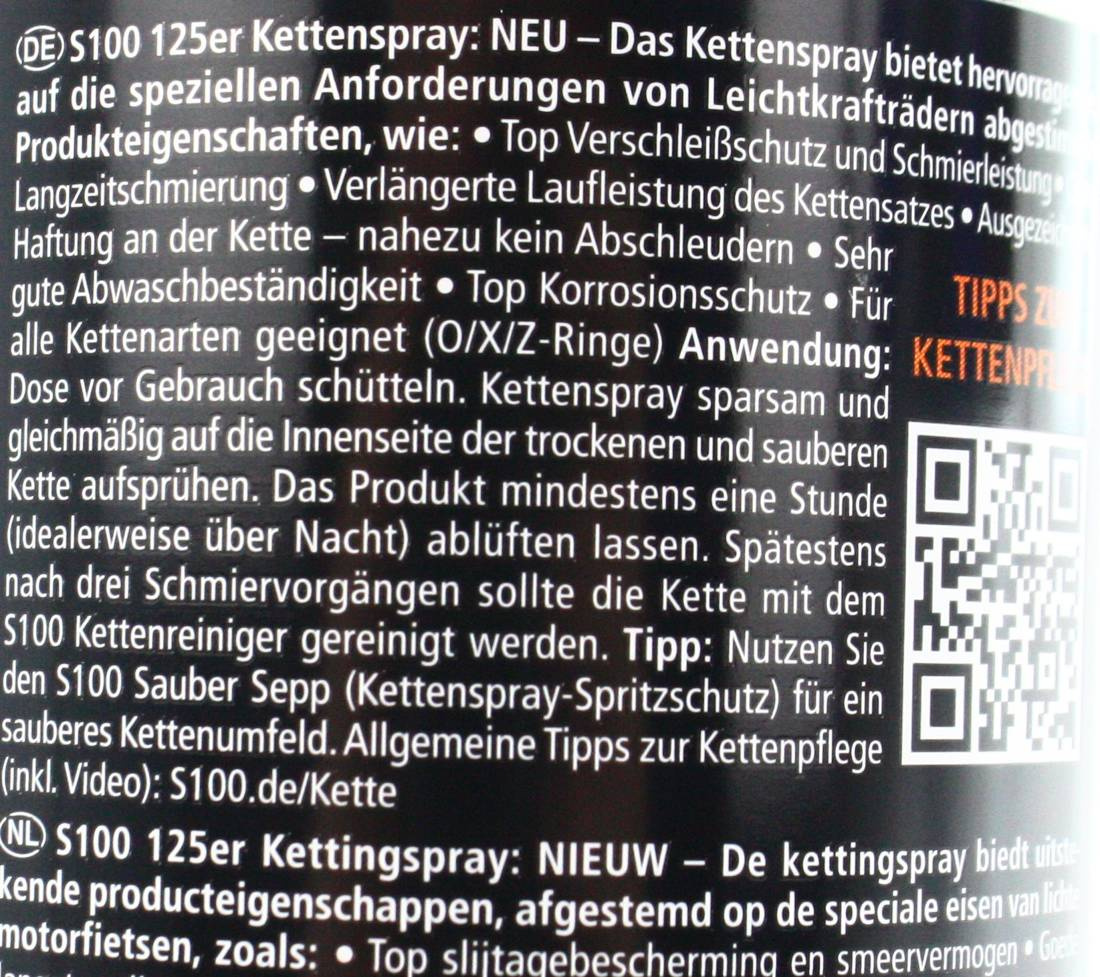 DE S100 125er Kettenspray: NEU – Das Kettenspray bietet
auf die speziellen Anforderungen von Leichtkrafträdern
Produkteigenschaften, wie: • Top Verschleißschutz und Schmierleistung •
Langzeitschmierung • Verlängerte Laufleistung des Kettensatzes •
Haftung an der Kette – nahezu kein Abschleudern • Sehr
gute Abwaschbeständigkeit • Top Korrosionsschutz • Für
alle Kettenarten geeignet (O/X/Z-Ringe) Anwendung:
Dose vor Gebrauch schütteln. Kettenspray sparsam und
gleichmäßig auf die Innenseite der trockenen und sauberen
Kette aufsprühen. Das Produkt mindestens eine Stunde
(idealerweise über Nacht) ablüften lassen. Spätestens
nach drei Schmiervorgängen sollte die Kette mit dem
S100 Kettenreiniger gereinigt werden. Tipp: Nutzen Sie
den S100 Sauber Sepp (Kettenspray-Spritzschutz) für ein
sauberes Kettenumfeld. Allgemeine Tipps zur Kettenpflege
(inkl. Video): S100.de/Kette
TIPPS
NL S100 125er Kettingspray: NIEUW – De kettingspray biedt uitste-
kende producteigenschappen, afgestemd op de speciale eisen van
motorfietsen, zoals: • Top slijtagebescherming en smeervermogen •